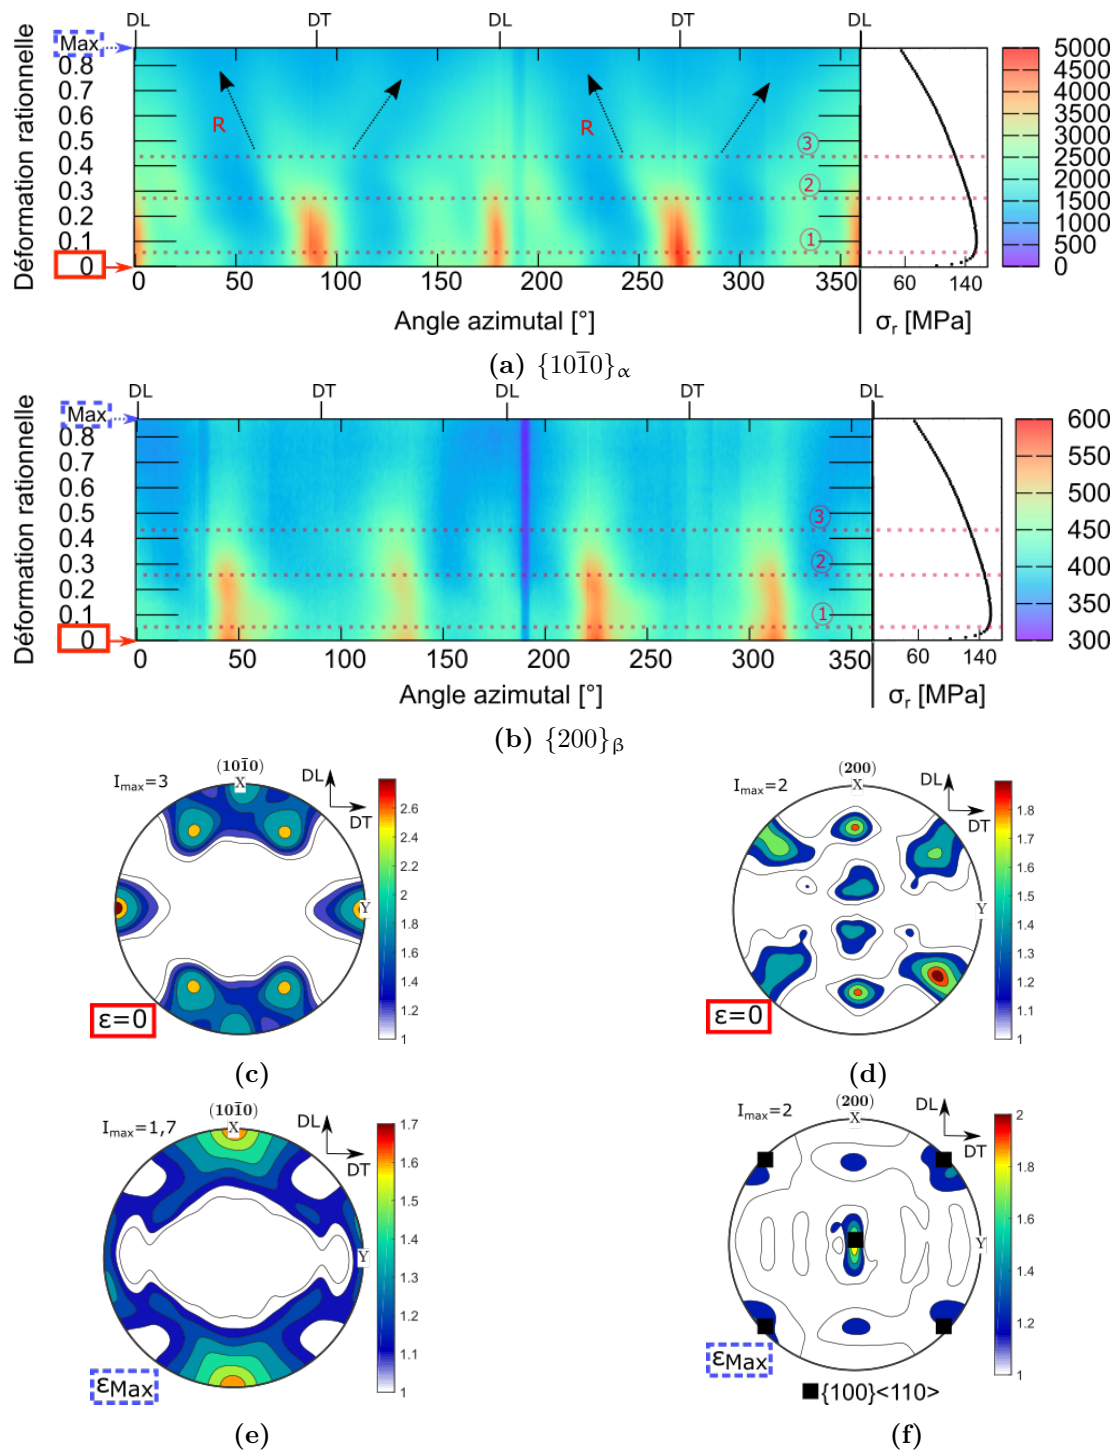 DL DT DL DT DL
Déformation rationnelle
Max
0.8
0.7
0.6
0.5
0.4
0.3
0.2
0.1
0
R R
③
②
①
5000
4500
4000
3500
3000
2500
2000
1500
1000
500
0
0 50 100 150 200 250 300 350
60 140
Angle azimutal [°]
σr [MPa]
(a) {101̅0}α
DL DT DL DT DL
Déformation rationnelle
Max
0.8
0.7
0.6
0.5
0.4
0.3
0.2
0.1
0
③
②
①
600
550
500
450
400
350
300
0 50 100 150 200 250 300 350
60 140
Angle azimutal [°]
σr [MPa]
(b) {200}β
Imax=3
(101̅0)
X
Y
DL
DT
2.6
2.4
2.2
2
1.8
1.6
1.4
1.2
1
ε=0
(c)
Imax=2
(200)
X
Y
DL
DT
1.8
1.7
1.6
1.5
1.4
1.3
1.2
1.1
1
ε=0
(d)
Imax=1,7
(101̅0)
X
Y
DL
DT
1.7
1.6
1.5
1.4
1.3
1.2
1.1
1
εMax
(e)
Imax=2
(200)
X
Y
DL
DT
2
1.8
1.6
1.4
1.2
1
εMax
{100}<110>
(f)